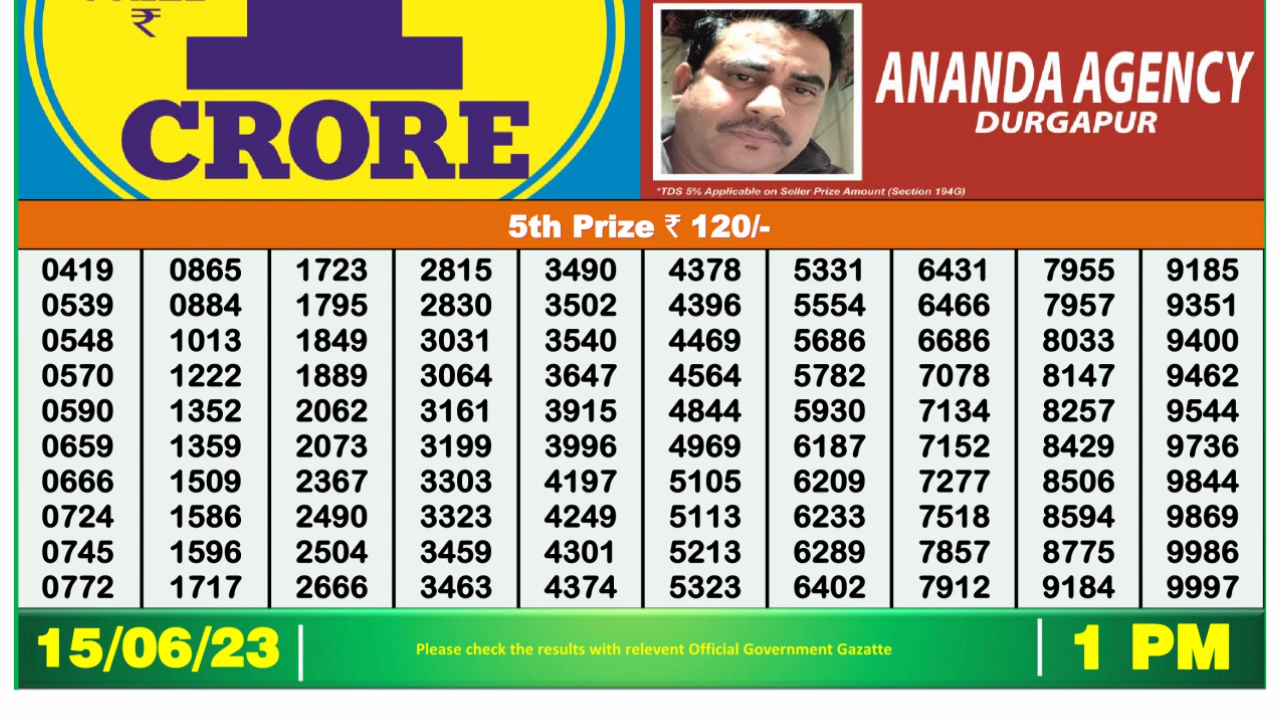 ₹
1
CRORE
ANANDA AGENCY
DURGAPUR
*TDS 5% Applicable on Seller Prize Amount (Section 194G)
5th Prize ₹ 120/-
0419 0865 1723 2815 3490 4378 5331 6431 7955 9185
0539 0884 1795 2830 3502 4396 5554 6466 7957 9351
0548 1013 1849 3031 3540 4469 5686 6686 8033 9400
0570 1222 1889 3064 3647 4564 5782 7078 8147 9462
0590 1352 2062 3161 3915 4844 5930 7134 8257 9544
0659 1359 2073 3199 3996 4969 6187 7152 8429 9736
0666 1509 2367 3303 4197 5105 6209 7277 8506 9844
0724 1586 2490 3323 4249 5113 6233 7518 8594 9869
0745 1596 2504 3459 4301 5213 6289 7857 8775 9986
0772 1717 2666 3463 4374 5323 6402 7912 9184 9997
15/06/23 Please check the results with relevent Official Government Gazatte 1 PM